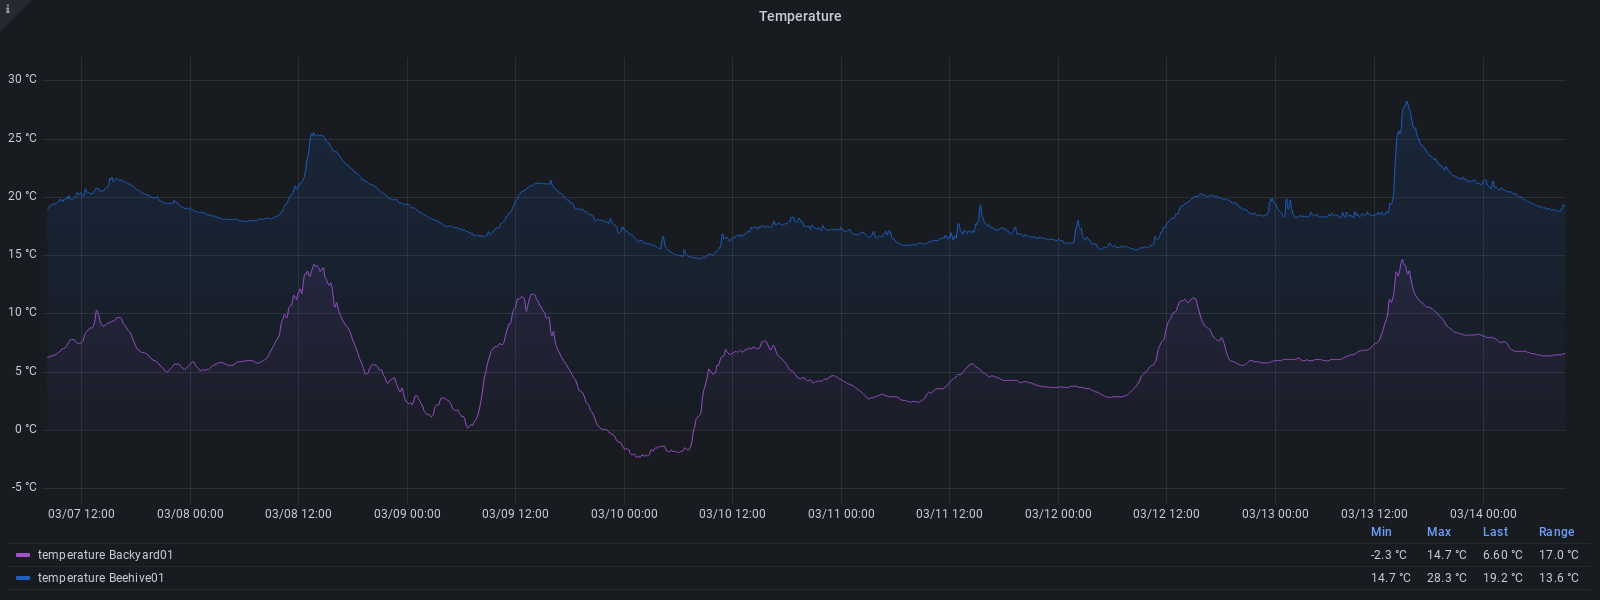 i
Temperature
30 °C
25 °C
20 °C
15 °C
10 °C
5 °C
0 °C
-5 °C
03/07 12:00 03/08 00:00 03/08 12:00 03/09 00:00 03/09 12:00 03/10 00:00 03/10 12:00 03/11 00:00 03/11 12:00 03/12 00:00 03/12 12:00 03/13 00:00 03/13 12:00 03/14 00:00
Min Max Last Range
temperature Backyard01 -2.3 °C 14.7 °C 6.60 °C 17.0 °C
temperature Beehive01 14.7 °C 28.3 °C 19.2 °C 13.6 °C